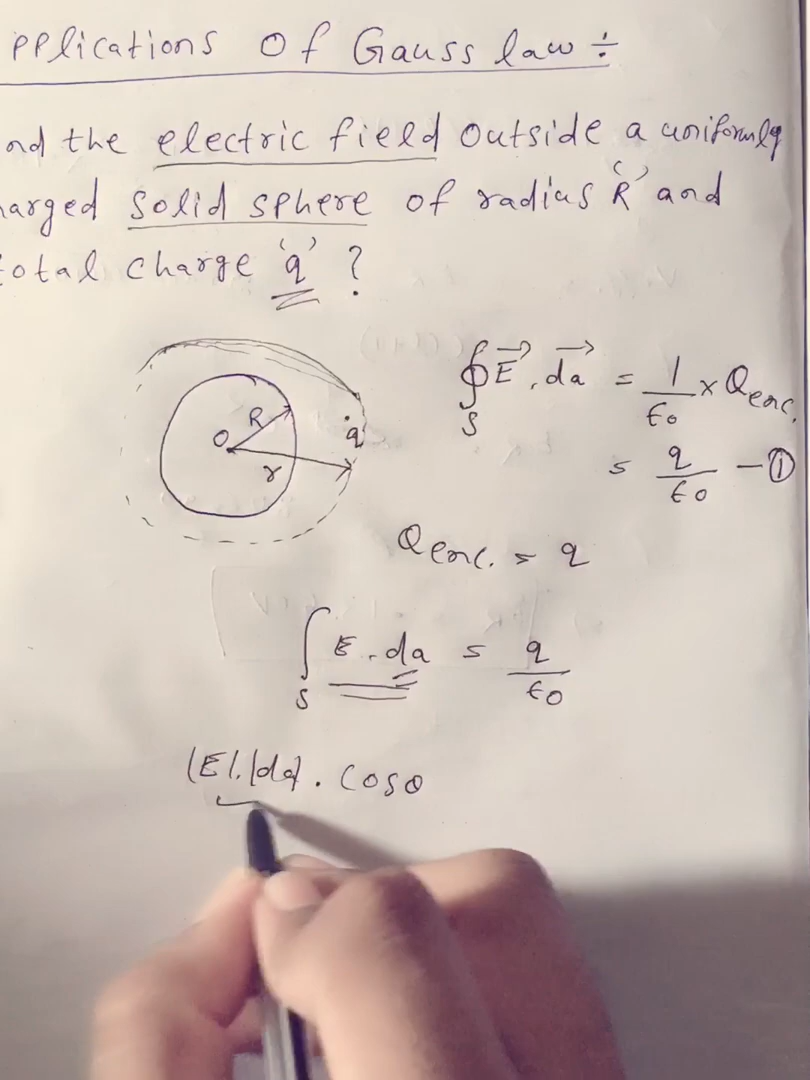 pplications of Gauss law ÷
nd the electric field outside a uniformly
harged solid sphere of radius 'R' and
total charge 'q' ?
∮S E⃗ . da⃗ = 1/ϵ0 × Qenc.
= q/ϵ0 — ①
R
O
r
q
Qenc. = q
∫S E . da = q/ϵ0
|E|.|da| . cosθ